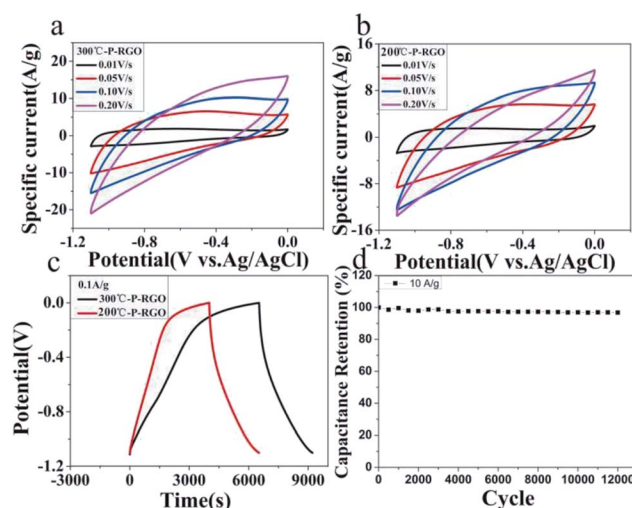 a
300℃-P-RGO
0.01V/s
0.05V/s
0.10V/s
0.20V/s
Specific current(A/g)
20
10
0
-10
-20
-1.2
-0.8
-0.4
0.0
Potential(V vs.Ag/AgCl)
b
200℃-P-RGO
0.01V/s
0.05V/s
0.10V/s
0.20V/s
Specific current(A/g)
16
8
0
-8
-16
-1.2
-0.8
-0.4
0.0
Potential(V vs.Ag/AgCl)
c
0.1A/g
300℃-P-RGO
200℃-P-RGO
Potential(V)
0.0
-0.4
-0.8
-1.2
-3000
0
3000
6000
9000
Time(s)
d
10 A/g
Capacitance Retention (%)
120
100
80
60
40
20
0
0
2000
4000
6000
8000
10000
12000
Cycle